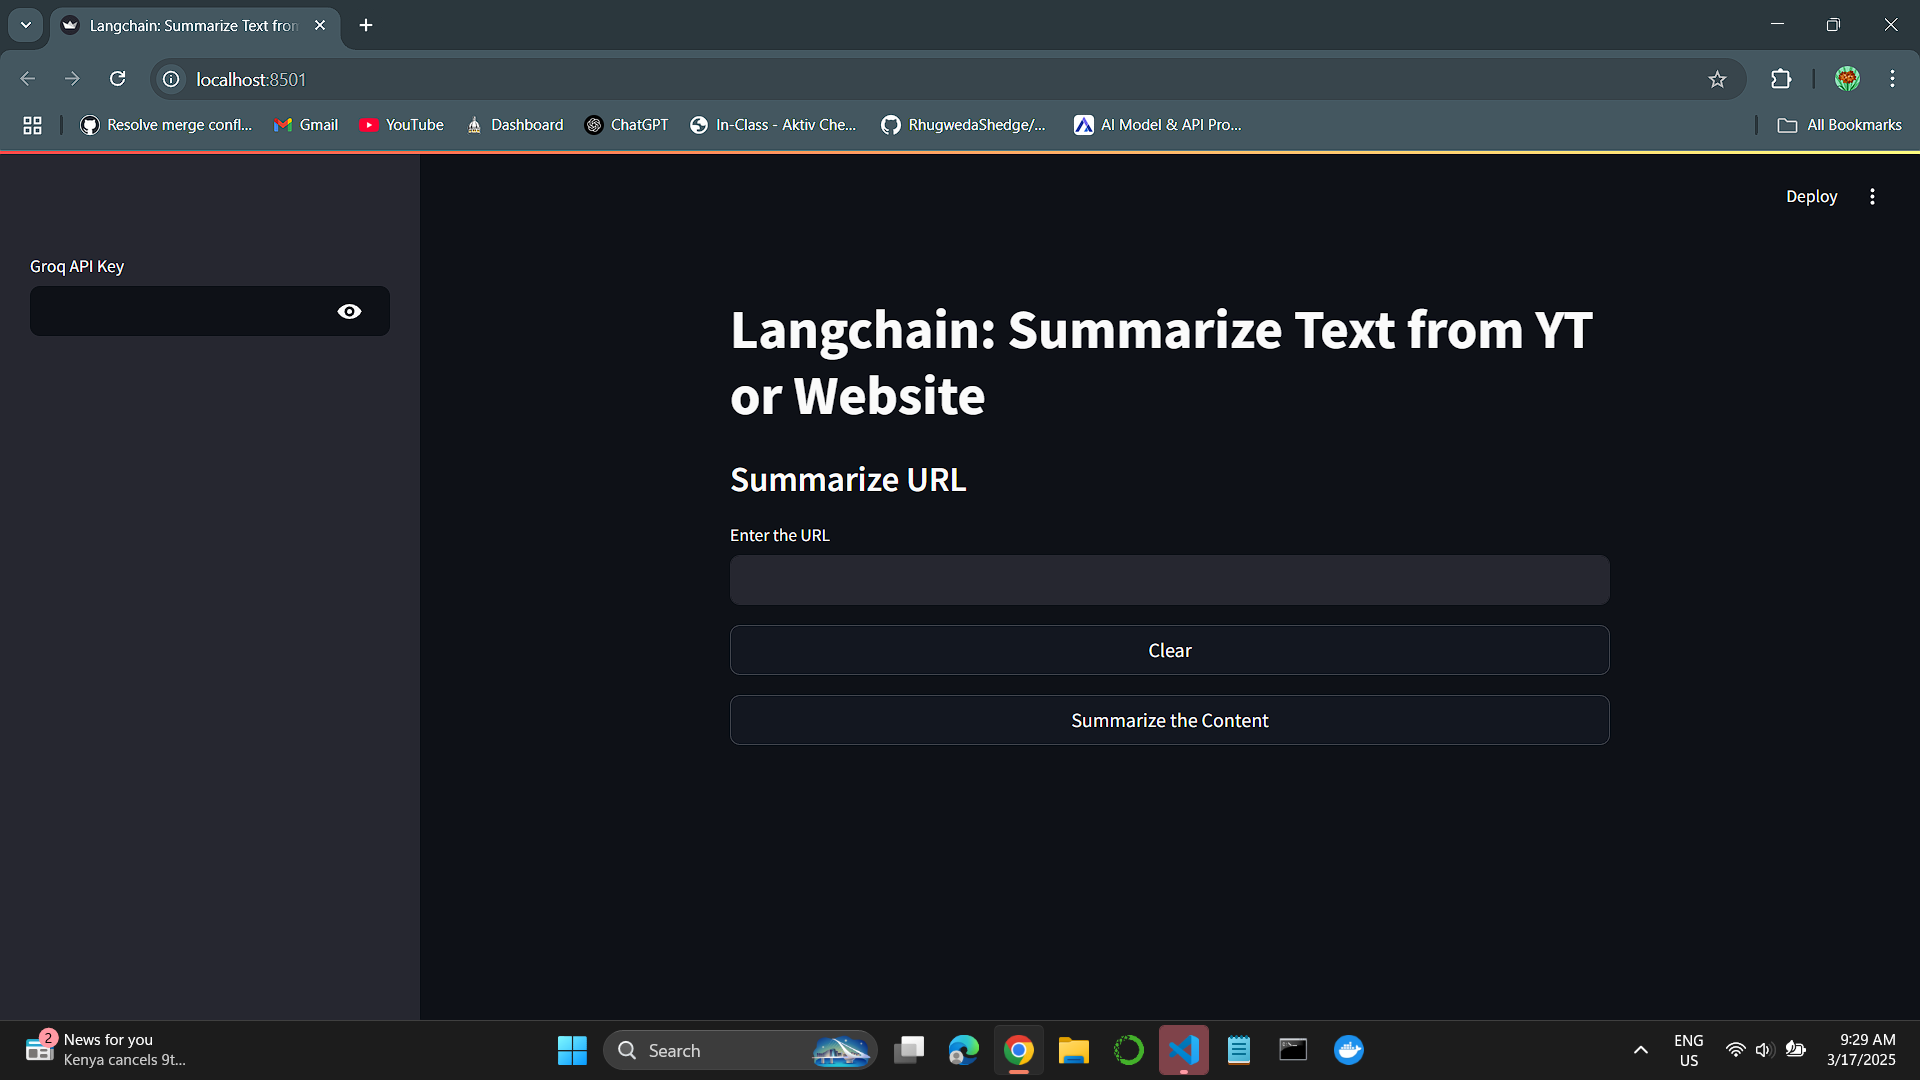 Langchain: Summarize Text from
localhost:8501
Resolve merge confl...
Gmail
YouTube
Dashboard
ChatGPT
In-Class - Aktiv Che...
RhugwedaShedge/...
AI Model & API Pro...
All Bookmarks
Deploy
Groq API Key
Langchain: Summarize Text from YT
or Website
Summarize URL
Enter the URL
Clear
Summarize the Content
2
News for you
Kenya cancels 9t...
Search
ENG
US
9:29 AM
3/17/2025